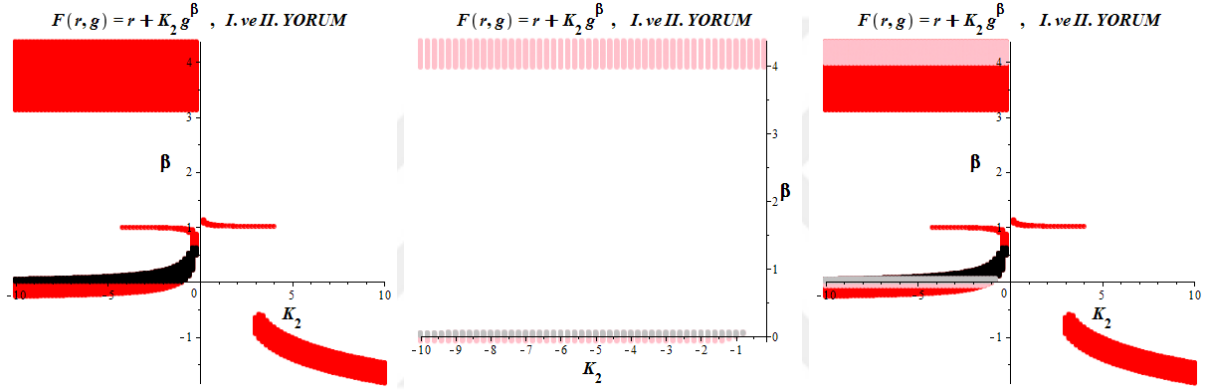 F(r,g) = r + K₂ g^β , I. ve II. YORUM
4
3
β
2
1
-10
-5
0
5
10
K₂
-1
F(r,g) = r + K₂ g^β , I. ve II. YORUM
4
3
2
β
1
0
-10 -9 -8 -7 -6 -5 -4 -3 -2 -1
K₂
F(r,g) = r + K₂ g^β , I. ve II. YORUM
4
3
β
2
1
-10
-5
0
5
10
K₂
-1